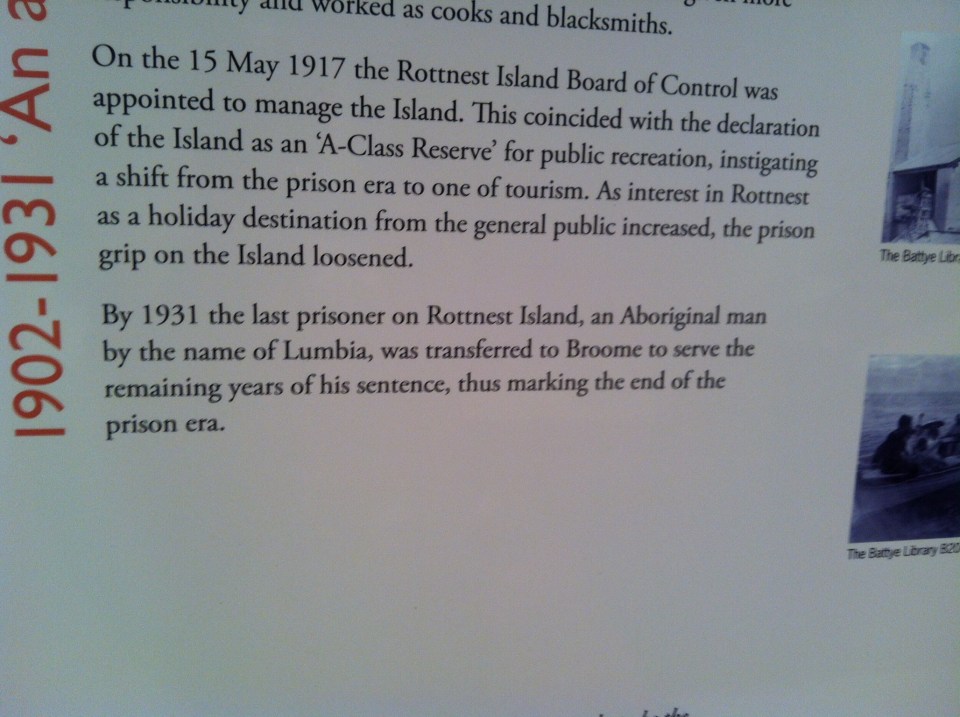 and worked as cooks and blacksmiths.
On the 15 May 1917 the Rottnest Island Board of Control was
appointed to manage the Island. This coincided with the declaration
of the Island as an ‘A-Class Reserve’ for public recreation, instigating
a shift from the prison era to one of tourism. As interest in Rottnest
as a holiday destination from the general public increased, the prison
grip on the Island loosened.
By 1931 the last prisoner on Rottnest Island, an Aboriginal man
by the name of Lumbia, was transferred to Broome to serve the
remaining years of his sentence, thus marking the end of the
prison era.
1902-1931 ‘An a
The Battye Libr
The Battye Library B20